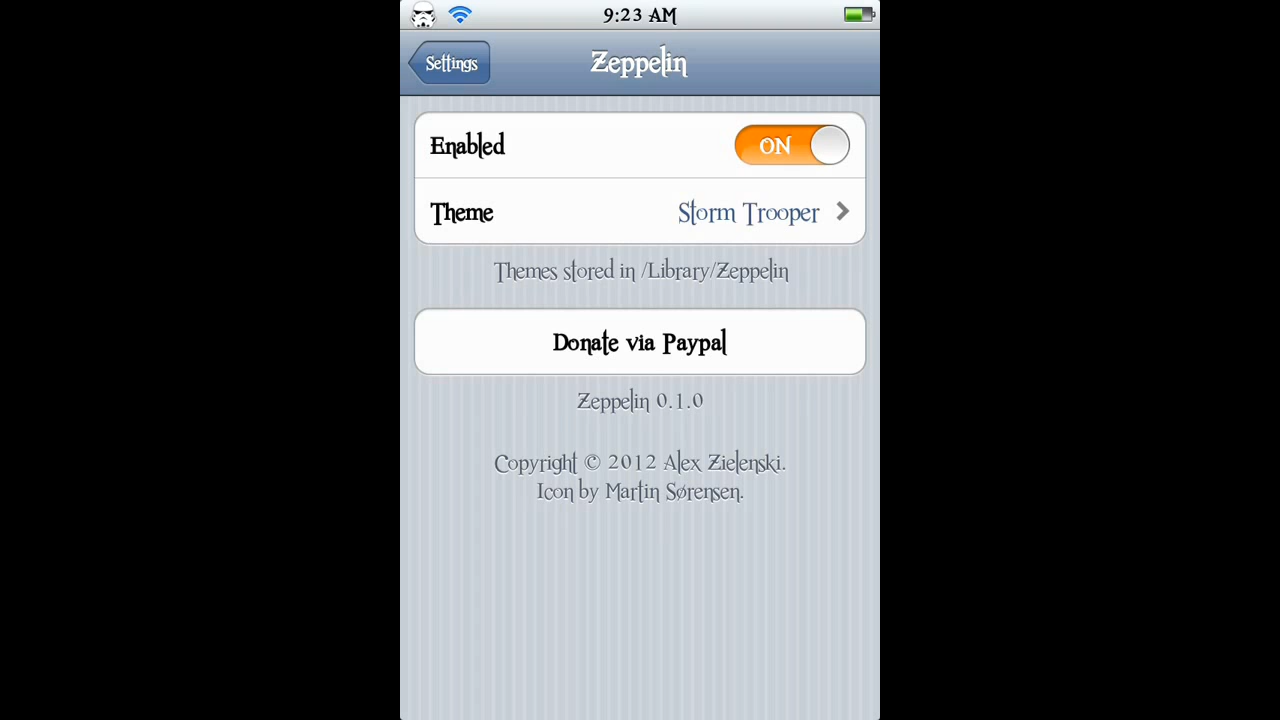 9:23 AM
Settings
Zeppelin
Enabled
ON
Theme
Storm Trooper
Themes stored in /Library/Zeppelin
Donate via Paypal
Zeppelin 0.1.0
Copyright © 2012 Alex Zielenski.
Icon by Martin Sørensen.